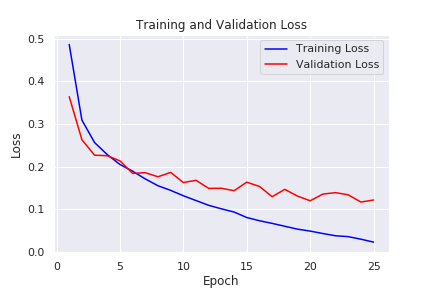 Training and Validation Loss
Training Loss
Validation Loss
Loss
0.5
0.4
0.3
0.2
0.1
0.0
0 5 10 15 20 25
Epoch